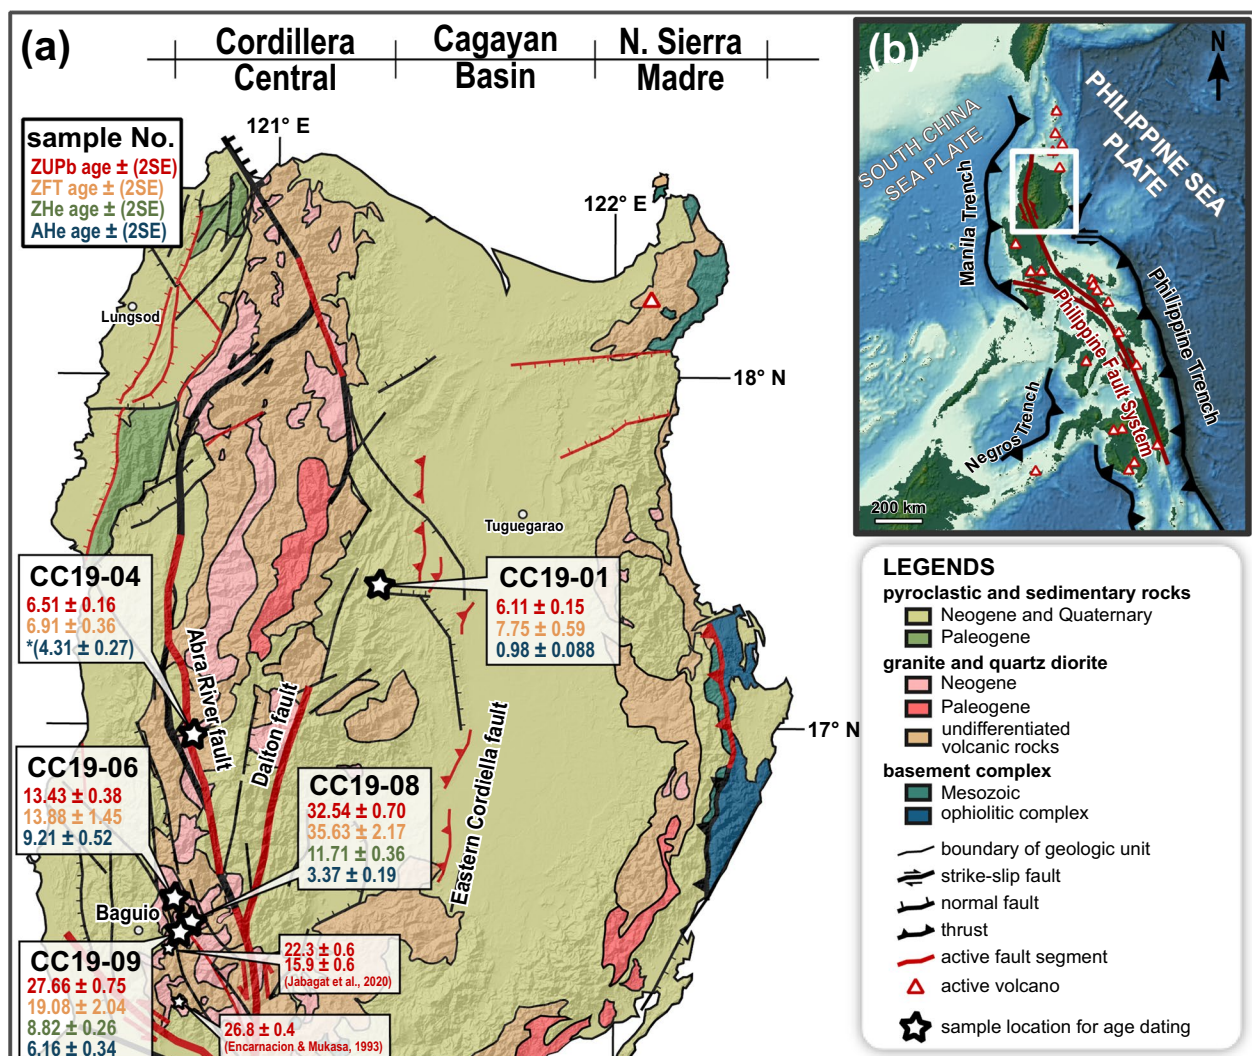 (a)
Cordillera
Central
Cagayan
Basin
N. Sierra
Madre
sample No.
ZUPb age ± (2SE)
ZFT age ± (2SE)
ZHe age ± (2SE)
AHe age ± (2SE)
121° E
122° E
Lungsod
18° N
Tuguegarao
CC19-04
6.51 ± 0.16
6.91 ± 0.36
*(4.31 ± 0.27)
CC19-01
6.11 ± 0.15
7.75 ± 0.59
0.98 ± 0.088
Abra River fault
Dalton fault
Eastern Cordiella fault
17° N
CC19-06
13.43 ± 0.38
13.88 ± 1.45
9.21 ± 0.52
CC19-08
32.54 ± 0.70
35.63 ± 2.17
11.71 ± 0.36
3.37 ± 0.19
Baguio
CC19-09
27.66 ± 0.75
19.08 ± 2.04
8.82 ± 0.26
6.16 ± 0.34
22.3 ± 0.6
15.9 ± 0.6
(Jabagat et al., 2020)
26.8 ± 0.4
(Encarnacion & Mukasa, 1993)
(b)
N
SOUTH CHINA
SEA PLATE
PHILIPPINE SEA
PLATE
Manila Trench
Philippine Trench
Philippine Fault System
Negros Trench
200 km
LEGENDS
pyroclastic and sedimentary rocks
Neogene and Quaternary
Paleogene
granite and quartz diorite
Neogene
Paleogene
undifferentiated
volcanic rocks
basement complex
Mesozoic
ophiolitic complex
boundary of geologic unit
strike-slip fault
normal fault
thrust
active fault segment
active volcano
sample location for age dating